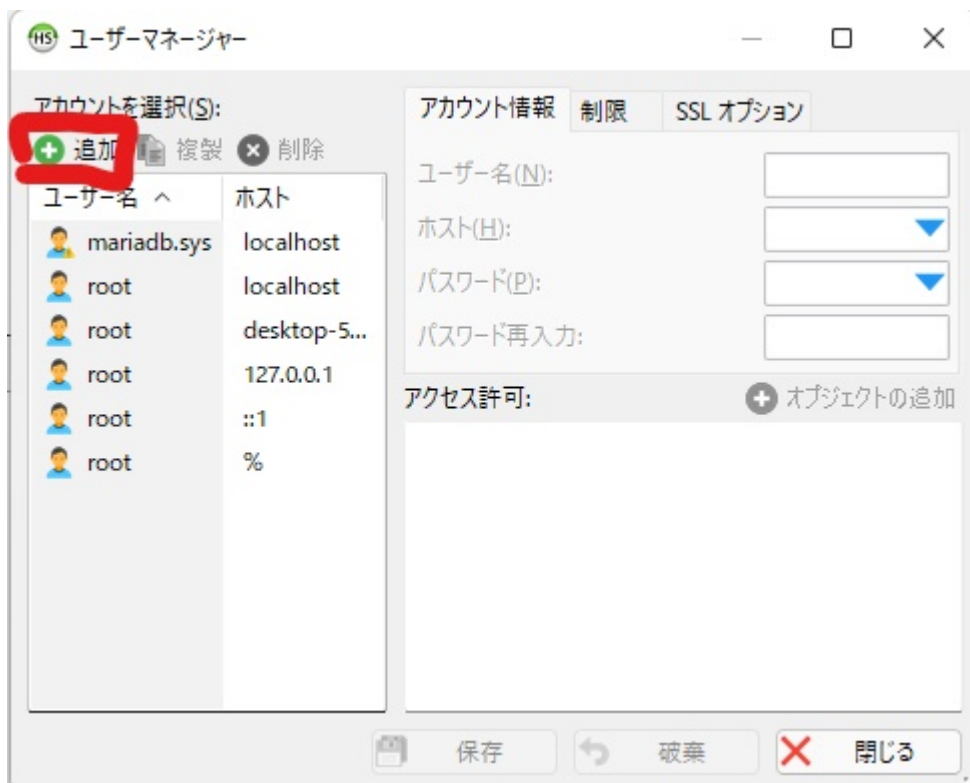 HS ユーザーマネージャー
アカウントを選択(S):
追加 複製 削除
ユーザー名 ホスト
mariadb.sys localhost
root localhost
root desktop-5...
root 127.0.0.1
root ::1
root %
アカウント情報 制限 SSL オプション
ユーザー名(N):
ホスト(H):
パスワード(P):
パスワード再入力:
アクセス許可: オブジェクトの追加
保存 破棄 閉じる